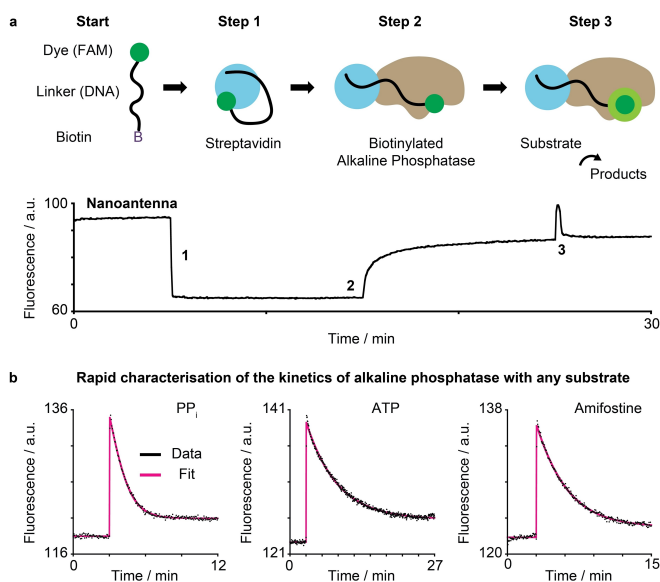 a
Start
Step 1
Step 2
Step 3
Dye (FAM)
Linker (DNA)
Biotin
B
Streptavidin
Biotinylated
Alkaline Phosphatase
Substrate
Products
Fluorescence / a.u.
100
60
Nanoantenna
1
2
3
0
30
Time / min
b
Rapid characterisation of the kinetics of alkaline phosphatase with any substrate
Fluorescence / a.u.
136
116
PPi
Data
Fit
0
12
Time / min
Fluorescence / a.u.
141
121
ATP
0
27
Time / min
Fluorescence / a.u.
138
120
Amifostine
0
15
Time / min